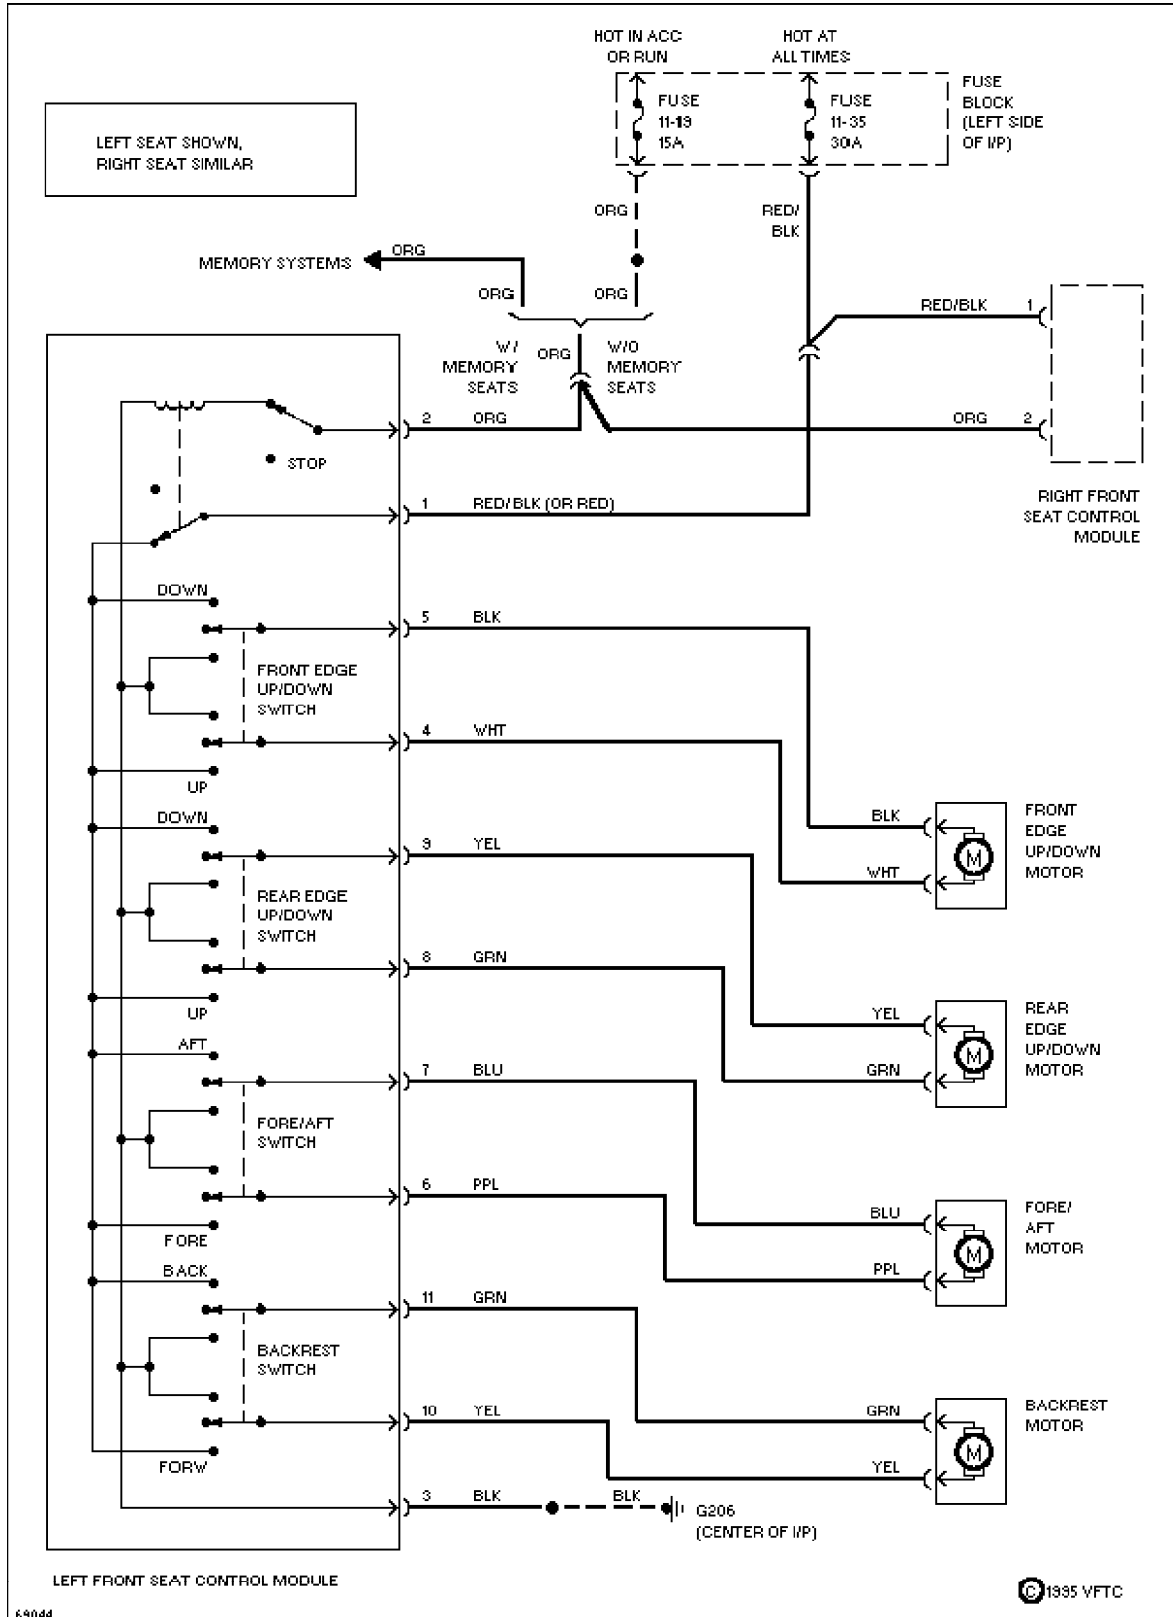 HOT IN ACC
OR RUN
HOT AT
ALL TIMES
FUSE
11-19
15A
FUSE
11-35
30A
FUSE
BLOCK
(LEFT SIDE
OF I/P)
LEFT SEAT SHOWN,
RIGHT SEAT SIMILAR
ORG
RED/
BLK
MEMORY SYSTEMS
ORG
ORG
ORG
RED/BLK
1
W/
MEMORY
SEATS
ORG
W/O
MEMORY
SEATS
2
ORG
ORG
2
STOP
1
RED/BLK (OR RED)
RIGHT FRONT
SEAT CONTROL
MODULE
DOWN
5
BLK
FRONT EDGE
UP/DOWN
SWITCH
4
WHT
UP
DOWN
BLK
WHT
M
FRONT
EDGE
UP/DOWN
MOTOR
9
YEL
REAR EDGE
UP/DOWN
SWITCH
8
GRN
UP
AFT
YEL
GRN
M
REAR
EDGE
UP/DOWN
MOTOR
7
BLU
FORE/AFT
SWITCH
6
PPL
FORE
BACK
BLU
PPL
M
FORE/
AFT
MOTOR
11
GRN
BACKREST
SWITCH
10
YEL
FORW
GRN
YEL
M
BACKREST
MOTOR
3
BLK
BLK
G206
(CENTER OF I/P)
LEFT FRONT SEAT CONTROL MODULE
© 1995 VFTC
69044